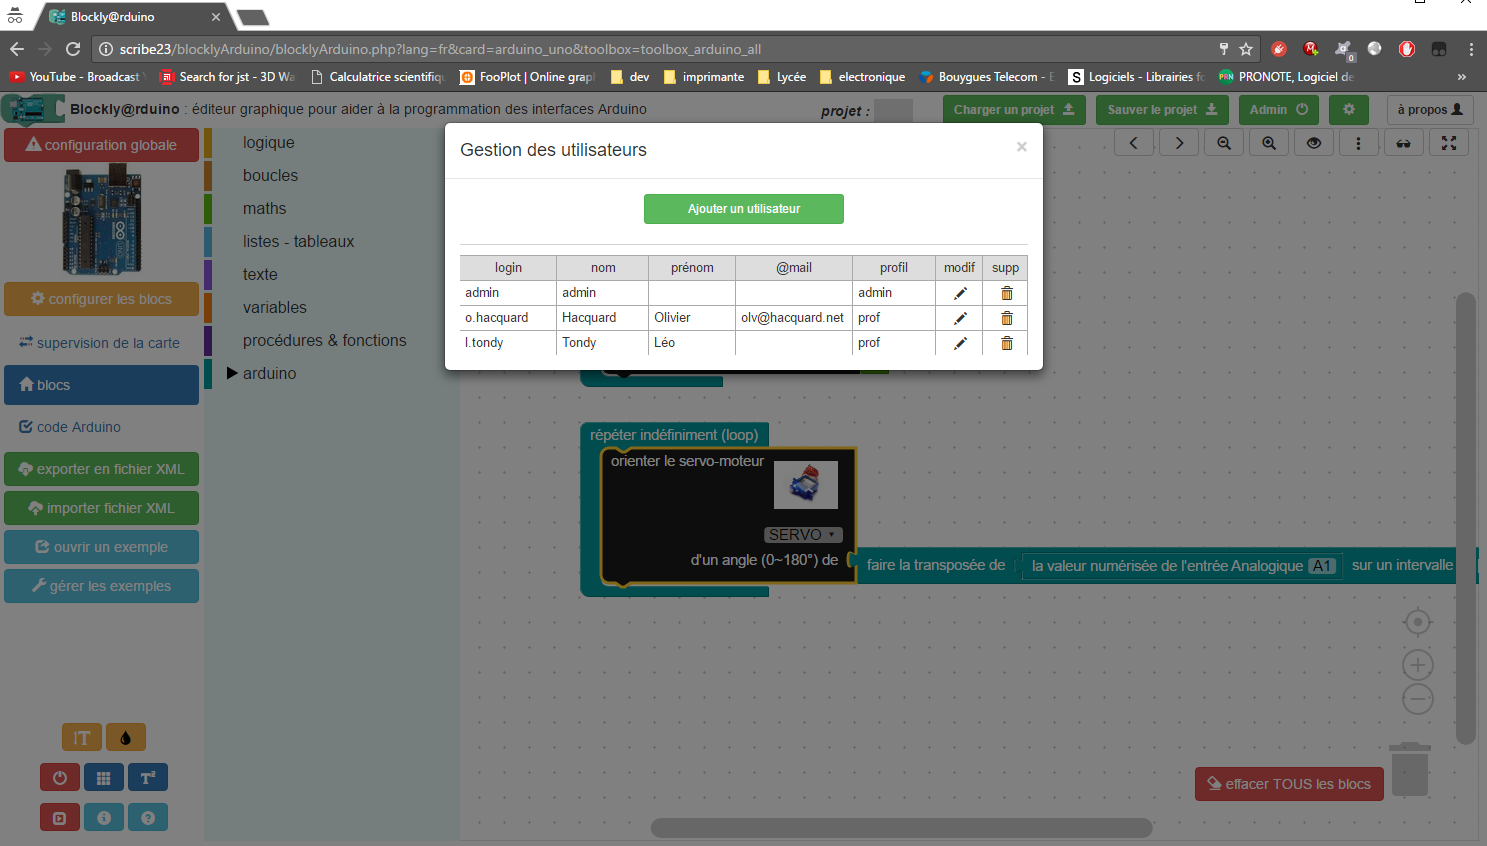 Blockly@rduino
scribe23/blocklyArduino/blocklyArduino.php?lang=fr&card=arduino_uno&toolbox=toolbox_arduino_all
YouTube - Broadcast
Search for jst - 3D Wa
Calculatrice scientifiqu
FooPlot | Online grap
dev
imprimante
Lycée
electronique
Bouygues Telecom - E
Logiciels - Librairies fo
PRONOTE, Logiciel de
»
Blockly@rduino : éditeur graphique pour aider à la programmation des interfaces Arduino
projet :
Charger un projet
Sauver le projet
Admin
à propos
configuration globale
configurer les blocs
supervision de la carte
blocs
code Arduino
exporter en fichier XML
importer fichier XML
ouvrir un exemple
gérer les exemples
logique
boucles
maths
listes - tableaux
texte
variables
procédures & fonctions
arduino
Gestion des utilisateurs
×
Ajouter un utilisateur
login nom prénom @mail profil modif supp
admin admin admin
o.hacquard Hacquard Olivier olv@hacquard.net prof
l.tondy Tondy Léo prof
répéter indéfiniment (loop)
orienter le servo-moteur
SERVO
d'un angle (0~180°) de
faire la transposée de
la valeur numérisée de l'entrée Analogique A1
sur un intervalle
effacer TOUS les blocs